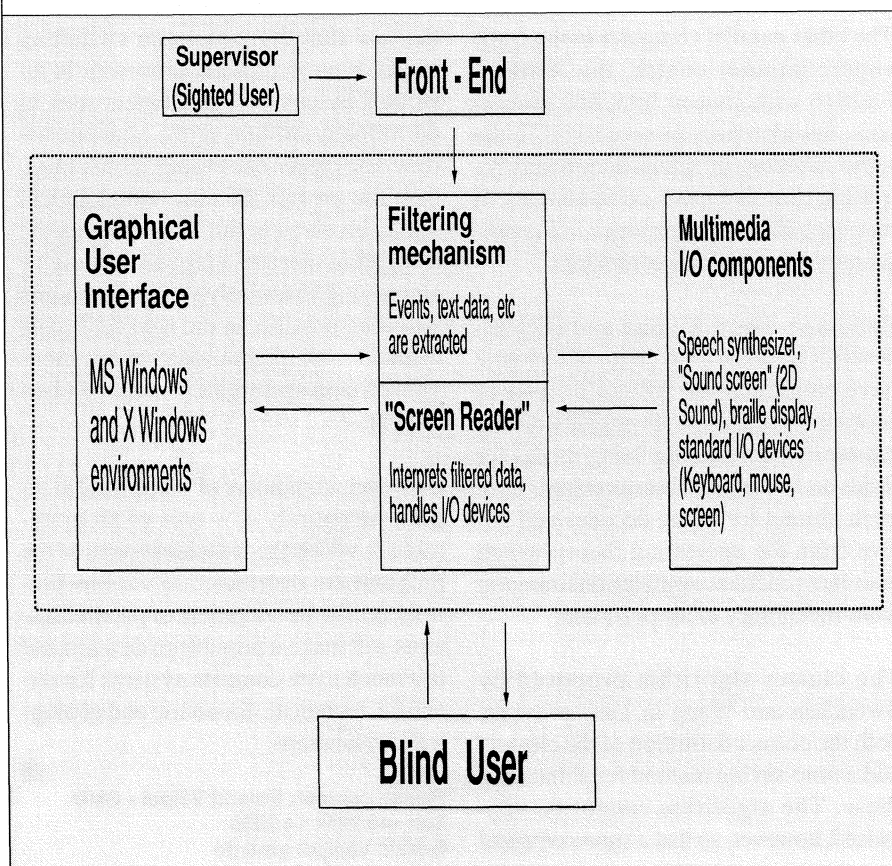 Supervisor
(Sighted User)
Front - End
Graphical
User
Interface
MS Windows
and X Windows
environments
Filtering
mechanism
Events, text-data, etc
are extracted
"Screen Reader"
Interprets filtered data,
handles I/O devices
Multimedia
I/O components
Speech synthesizer,
"Sound screen" (2D
Sound), braille display,
standard I/O devices
(Keyboard, mouse,
screen)
Blind User